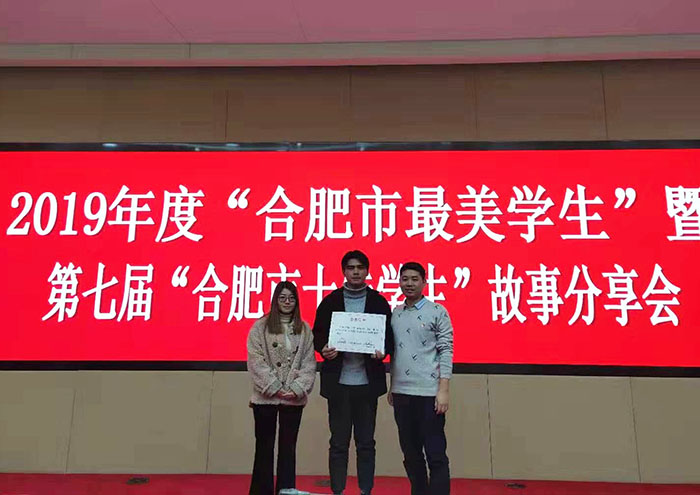 2019年度“合肥市最美学生”暨
第七届“合肥市十 学生”故事分享会